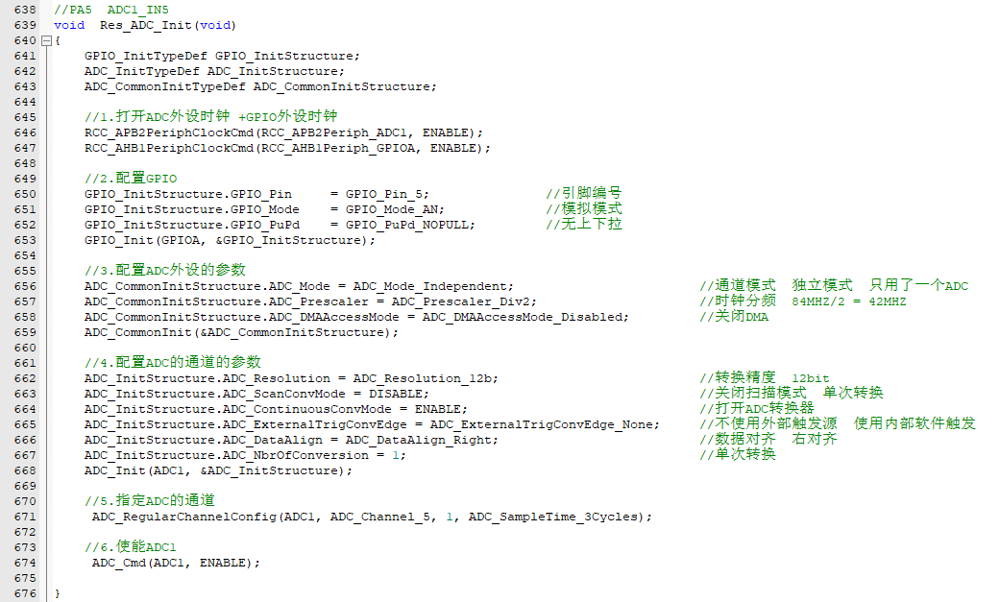 638 //PA5  ADC1_IN5
639 void  Res_ADC_Init(void)
640 {
641     GPIO_InitTypeDef GPIO_InitStructure;
642     ADC_InitTypeDef ADC_InitStructure;
643     ADC_CommonInitTypeDef ADC_CommonInitStructure;
644
645     //1.打开ADC外设时钟 +GPIO外设时钟
646     RCC_APB2PeriphClockCmd(RCC_APB2Periph_ADC1, ENABLE);
647     RCC_AHB1PeriphClockCmd(RCC_AHB1Periph_GPIOA, ENABLE);
648
649     //2.配置GPIO
650     GPIO_InitStructure.GPIO_Pin     = GPIO_Pin_5;               //引脚编号
651     GPIO_InitStructure.GPIO_Mode    = GPIO_Mode_AN;             //模拟模式
652     GPIO_InitStructure.GPIO_PuPd    = GPIO_PuPd_NOPULL;         //无上下拉
653     GPIO_Init(GPIOA, &GPIO_InitStructure);
654
655     //3.配置ADC外设的参数
656     ADC_CommonInitStructure.ADC_Mode = ADC_Mode_Independent;                        //通道模式  独立模式  只用了一个ADC
657     ADC_CommonInitStructure.ADC_Prescaler = ADC_Prescaler_Div2;                     //时钟分频  84MHZ/2 = 42MHZ
658     ADC_CommonInitStructure.ADC_DMAAccessMode = ADC_DMAAccessMode_Disabled;         //关闭DMA
659     ADC_CommonInit(&ADC_CommonInitStructure);
660
661     //4.配置ADC的通道的参数
662     ADC_InitStructure.ADC_Resolution = ADC_Resolution_12b;                          //转换精度  12bit
663     ADC_InitStructure.ADC_ScanConvMode = DISABLE;                                   //关闭扫描模式  单次转换
664     ADC_InitStructure.ADC_ContinuousConvMode = ENABLE;                              //打开ADC转换器
665     ADC_InitStructure.ADC_ExternalTrigConvEdge = ADC_ExternalTrigConvEdge_None;     //不使用外部触发源  使用内部软件触发
666     ADC_InitStructure.ADC_DataAlign = ADC_DataAlign_Right;                          //数据对齐  右对齐
667     ADC_InitStructure.ADC_NbrOfConversion = 1;                                      //单次转换
668     ADC_Init(ADC1, &ADC_InitStructure);
669
670     //5.指定ADC的通道
671      ADC_RegularChannelConfig(ADC1, ADC_Channel_5, 1, ADC_SampleTime_3Cycles);
672
673     //6.使能ADC1
674      ADC_Cmd(ADC1, ENABLE);
675
676 }